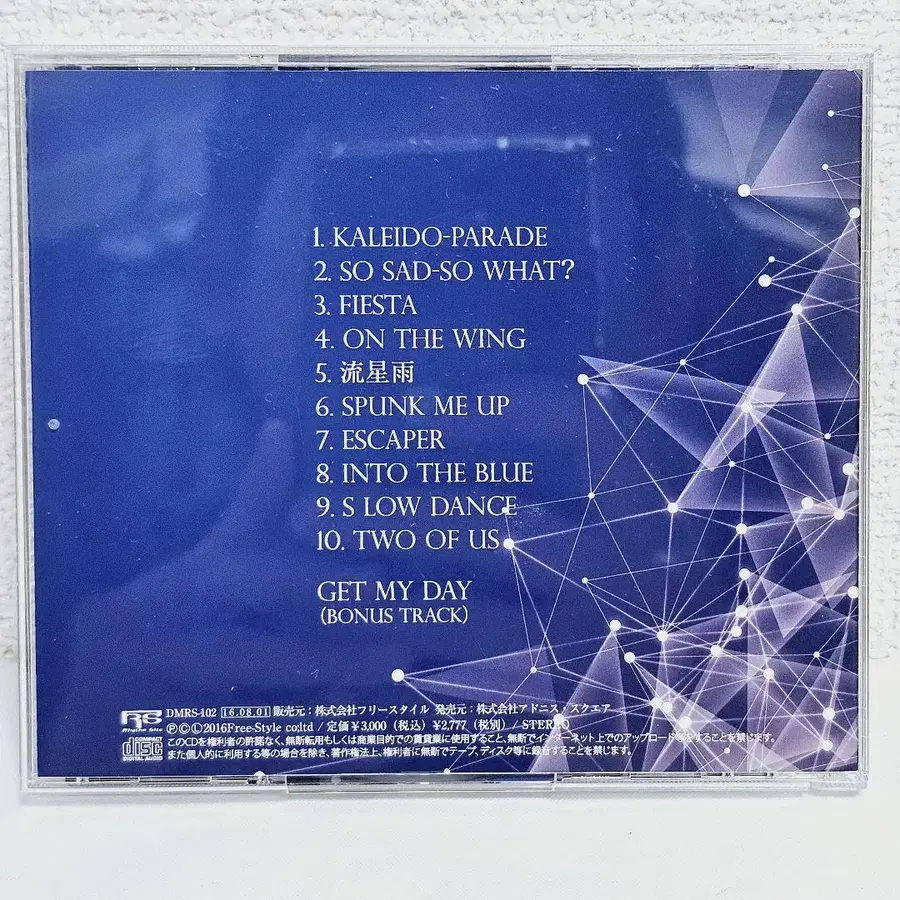 1. KALEIDO-PARADE
2. SO SAD-SO WHAT?
3. FIESTA
4. ON THE WING
5. 流星雨
6. SPUNK ME UP
7. ESCAPER
8. INTO THE BLUE
9. S LOW DANCE
10. TWO OF US
GET MY DAY
(BONUS TRACK)
RS DMRS-102 16.08.01 販売元：株式会社フリースタイル 発売元：株式会社アドニス・スクエア
ⓅⒸⓁ2016Free-Style co;ltd / 定価￥3,000（税込）￥2,777（税別）/ STEREO
COMPACT disc DIGITAL AUDIO
このCDを権利者の許諾なく、無断転用もしくは商業目的での賃貸業に使用すること、無断でインターネット上でのアップロード等をすることを禁じます。
また個人的に利用する等の場合を除き、著作権法上、権利者に無断でテープ、ディスク等に録音することを禁じます。